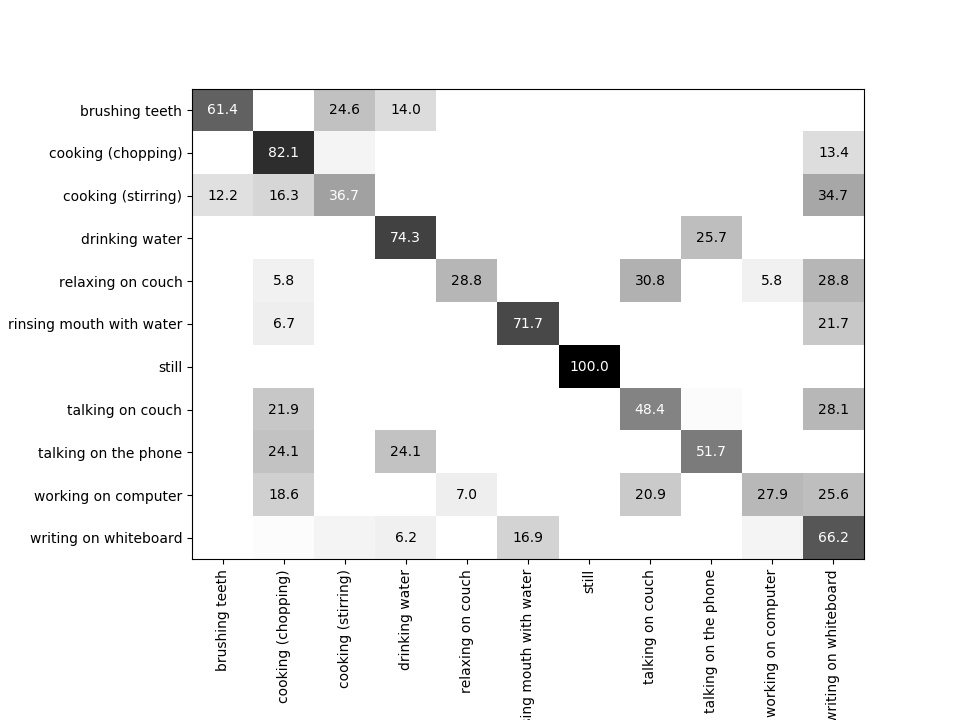 brushing teeth 61.4 24.6 14.0
cooking (chopping) 82.1 13.4
cooking (stirring) 12.2 16.3 36.7 34.7
drinking water 74.3 25.7
relaxing on couch 5.8 28.8 30.8 5.8 28.8
rinsing mouth with water 6.7 71.7 21.7
still 100.0
talking on couch 21.9 48.4 28.1
talking on the phone 24.1 24.1 51.7
working on computer 18.6 7.0 20.9 27.9 25.6
writing on whiteboard 6.2 16.9 66.2
brushing teeth
cooking (chopping)
cooking (stirring)
drinking water
relaxing on couch
mouth with water
still
talking on couch
talking on the phone
working on computer
writing on whiteboard